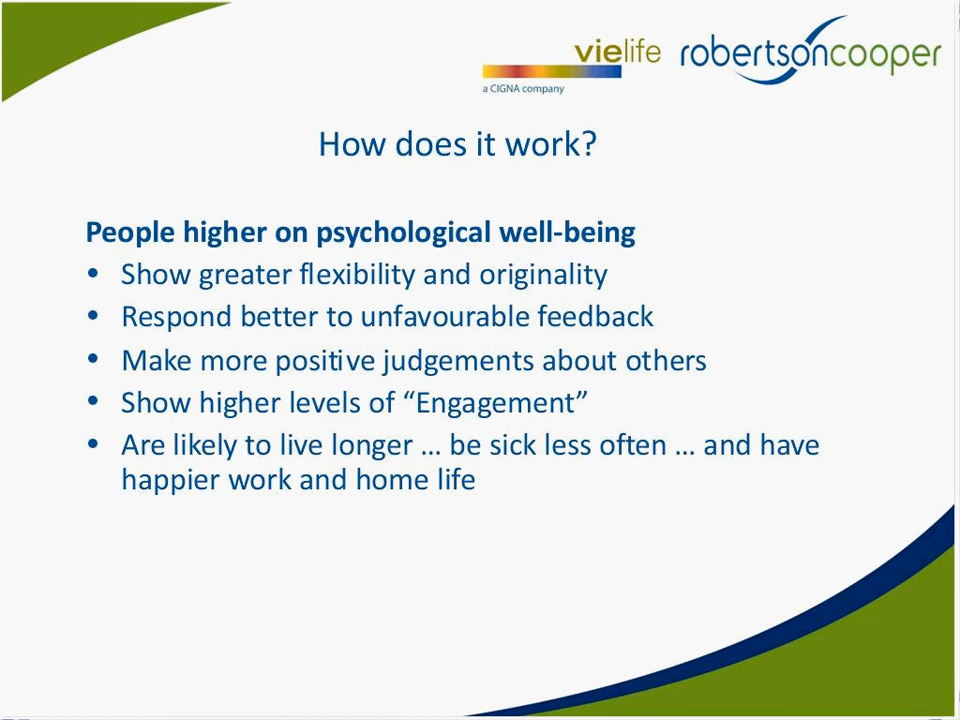 vielife
robertsoncooper
a CIGNA company
How does it work?
People higher on psychological well-being
• Show greater flexibility and originality
• Respond better to unfavourable feedback
• Make more positive judgements about others
• Show higher levels of “Engagement”
• Are likely to live longer … be sick less often … and have
happier work and home life